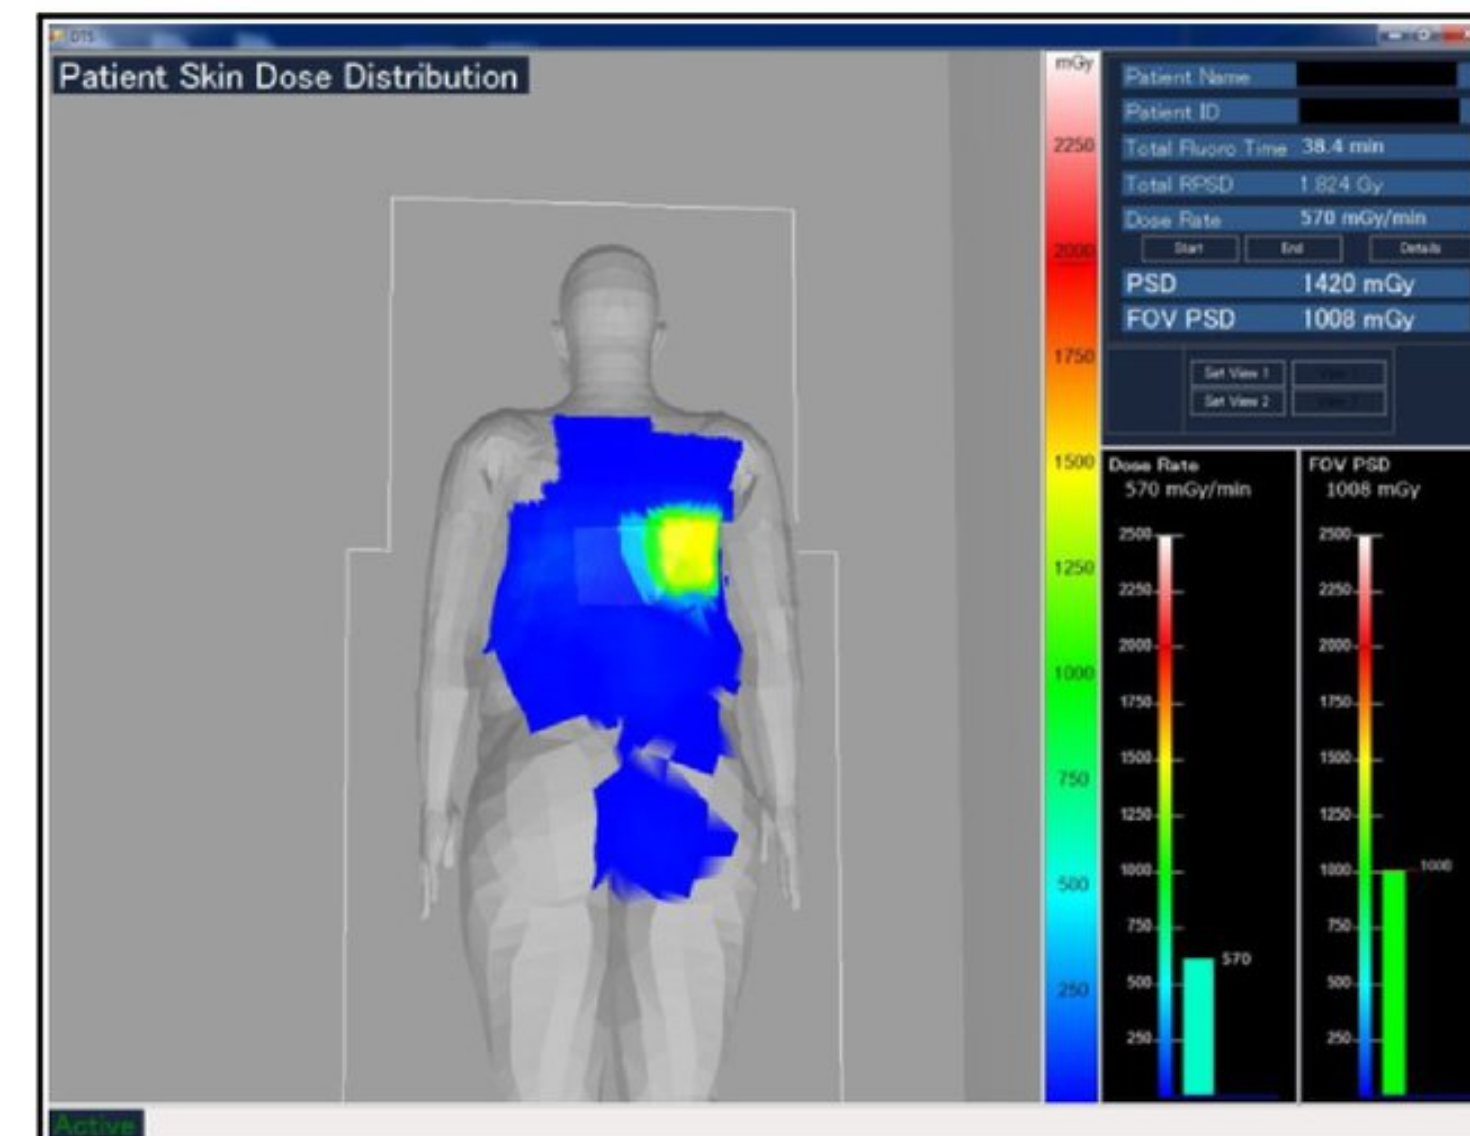 DTS
Patient Skin Dose Distribution
mGy
2250
2000
1750
1500
1250
1000
750
500
250
Patient Name
Patient ID
Total Fluoro Time 38.4 min
Total RPSD 1.824 Gy
Dose Rate 570 mGy/min
Start End Details
PSD 1420 mGy
FOV PSD 1008 mGy
Set View 1
Set View 2
Dose Rate
570 mGy/min
2500
2250
2000
1750
1500
1250
1000
750
500
250
570
FOV PSD
1008 mGy
2500
2250
2000
1750
1500
1250
1000
750
500
250
Active